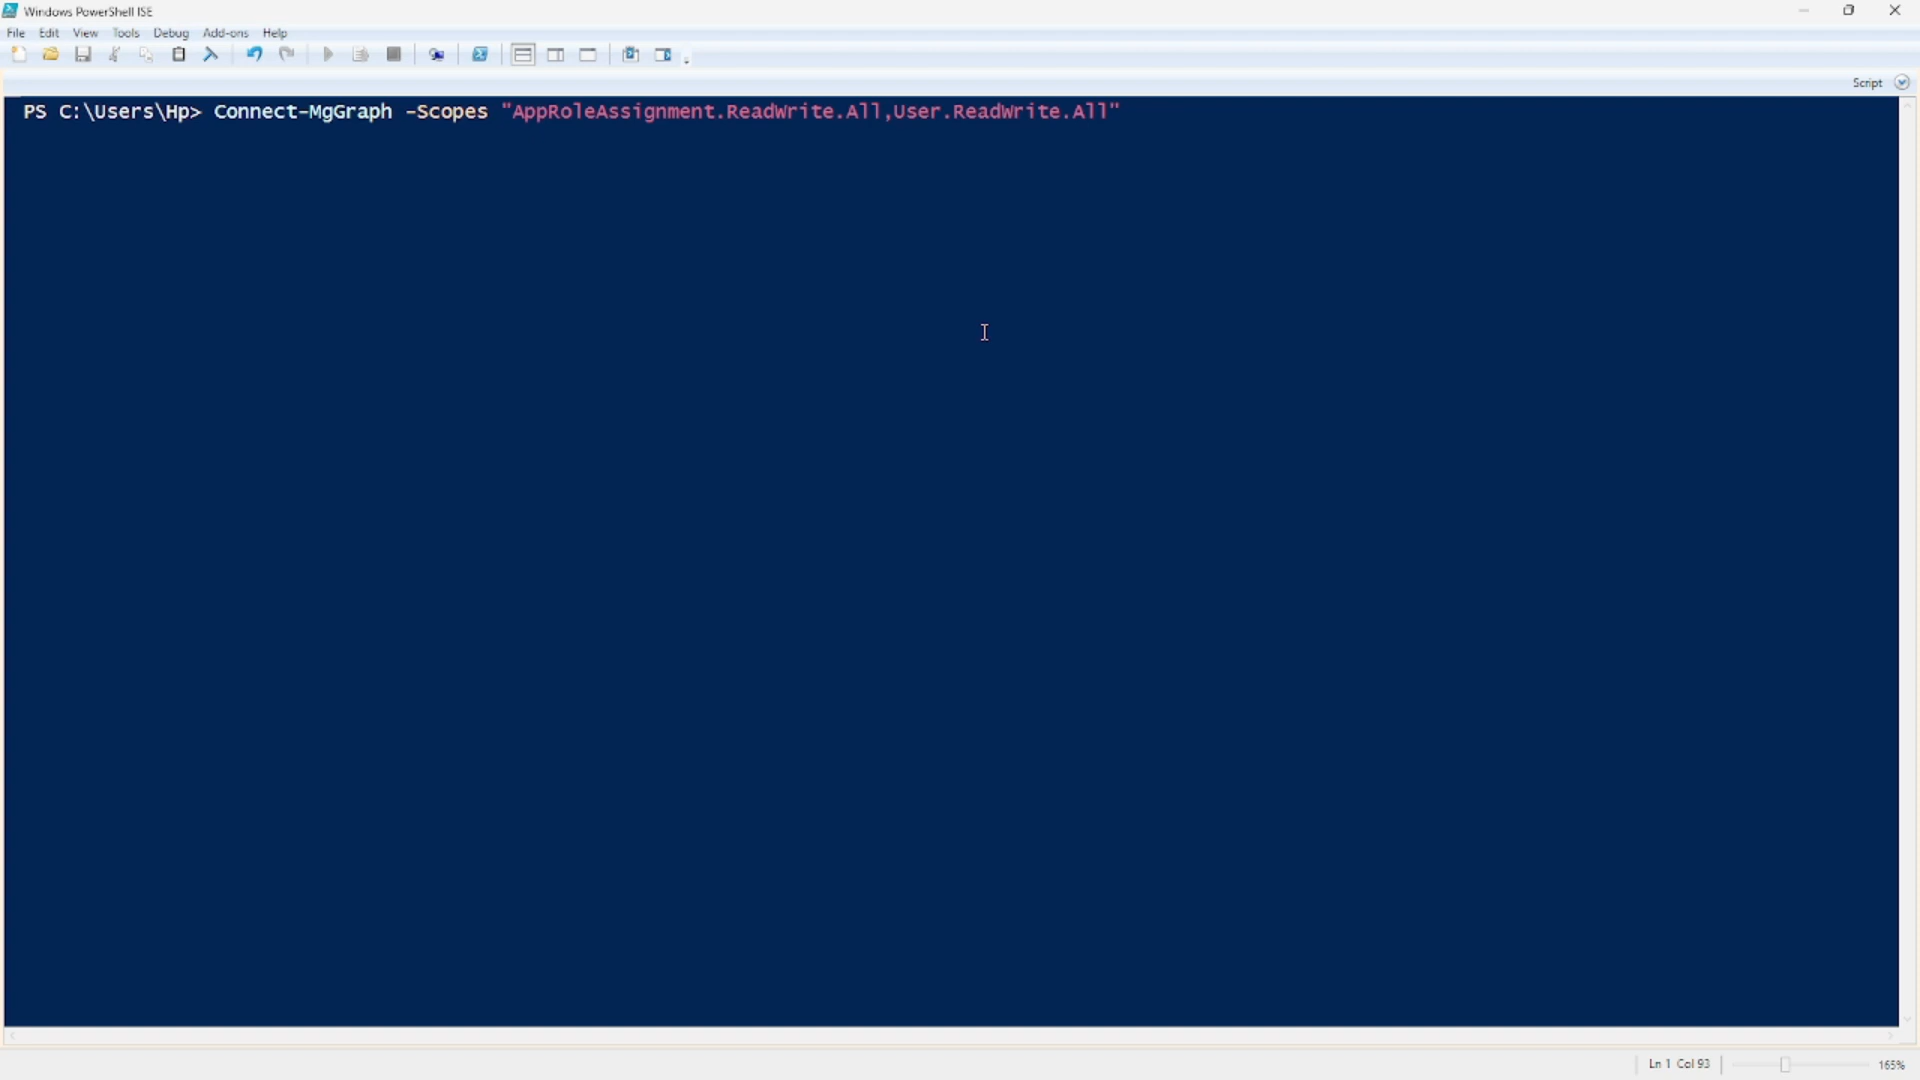 Windows PowerShell ISE
File Edit View Tools Debug Add-ons Help
Script
PS C:\Users\Hp> Connect-MgGraph -Scopes "AppRoleAssignment.ReadWrite.All,User.ReadWrite.All"
Ln 1 Col 93 165%